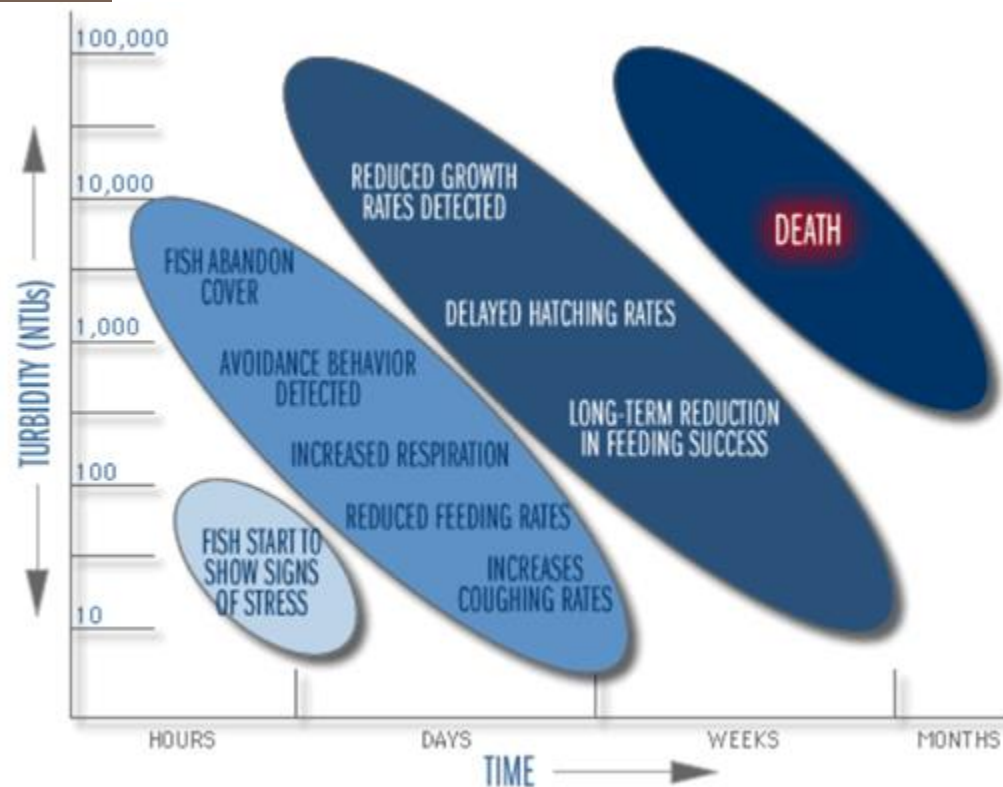 100,000
10,000
1,000
100
10
TURBIDITY (NTUs)
REDUCED GROWTH
RATES DETECTED
DEATH
FISH ABANDON
COVER
DELAYED HATCHING RATES
AVOIDANCE BEHAVIOR
DETECTED
LONG-TERM REDUCTION
IN FEEDING SUCCESS
INCREASED RESPIRATION
REDUCED FEEDING RATES
FISH START TO
SHOW SIGNS
OF STRESS
INCREASES
COUGHING RATES
HOURS
DAYS
WEEKS
MONTHS
TIME